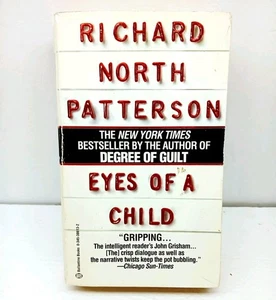 RICHARD
NORTH
PATTERSON
THE NEW YORK TIMES
BESTSELLER BY THE AUTHOR OF
DEGREE OF GUILT
EYES OF A
CHILD
"GRIPPING...
The intelligent reader's John Grisham...
[The] crisp dialogue as well as
the narrative twists keep the pot bubbling."
—Chicago Sun-Times